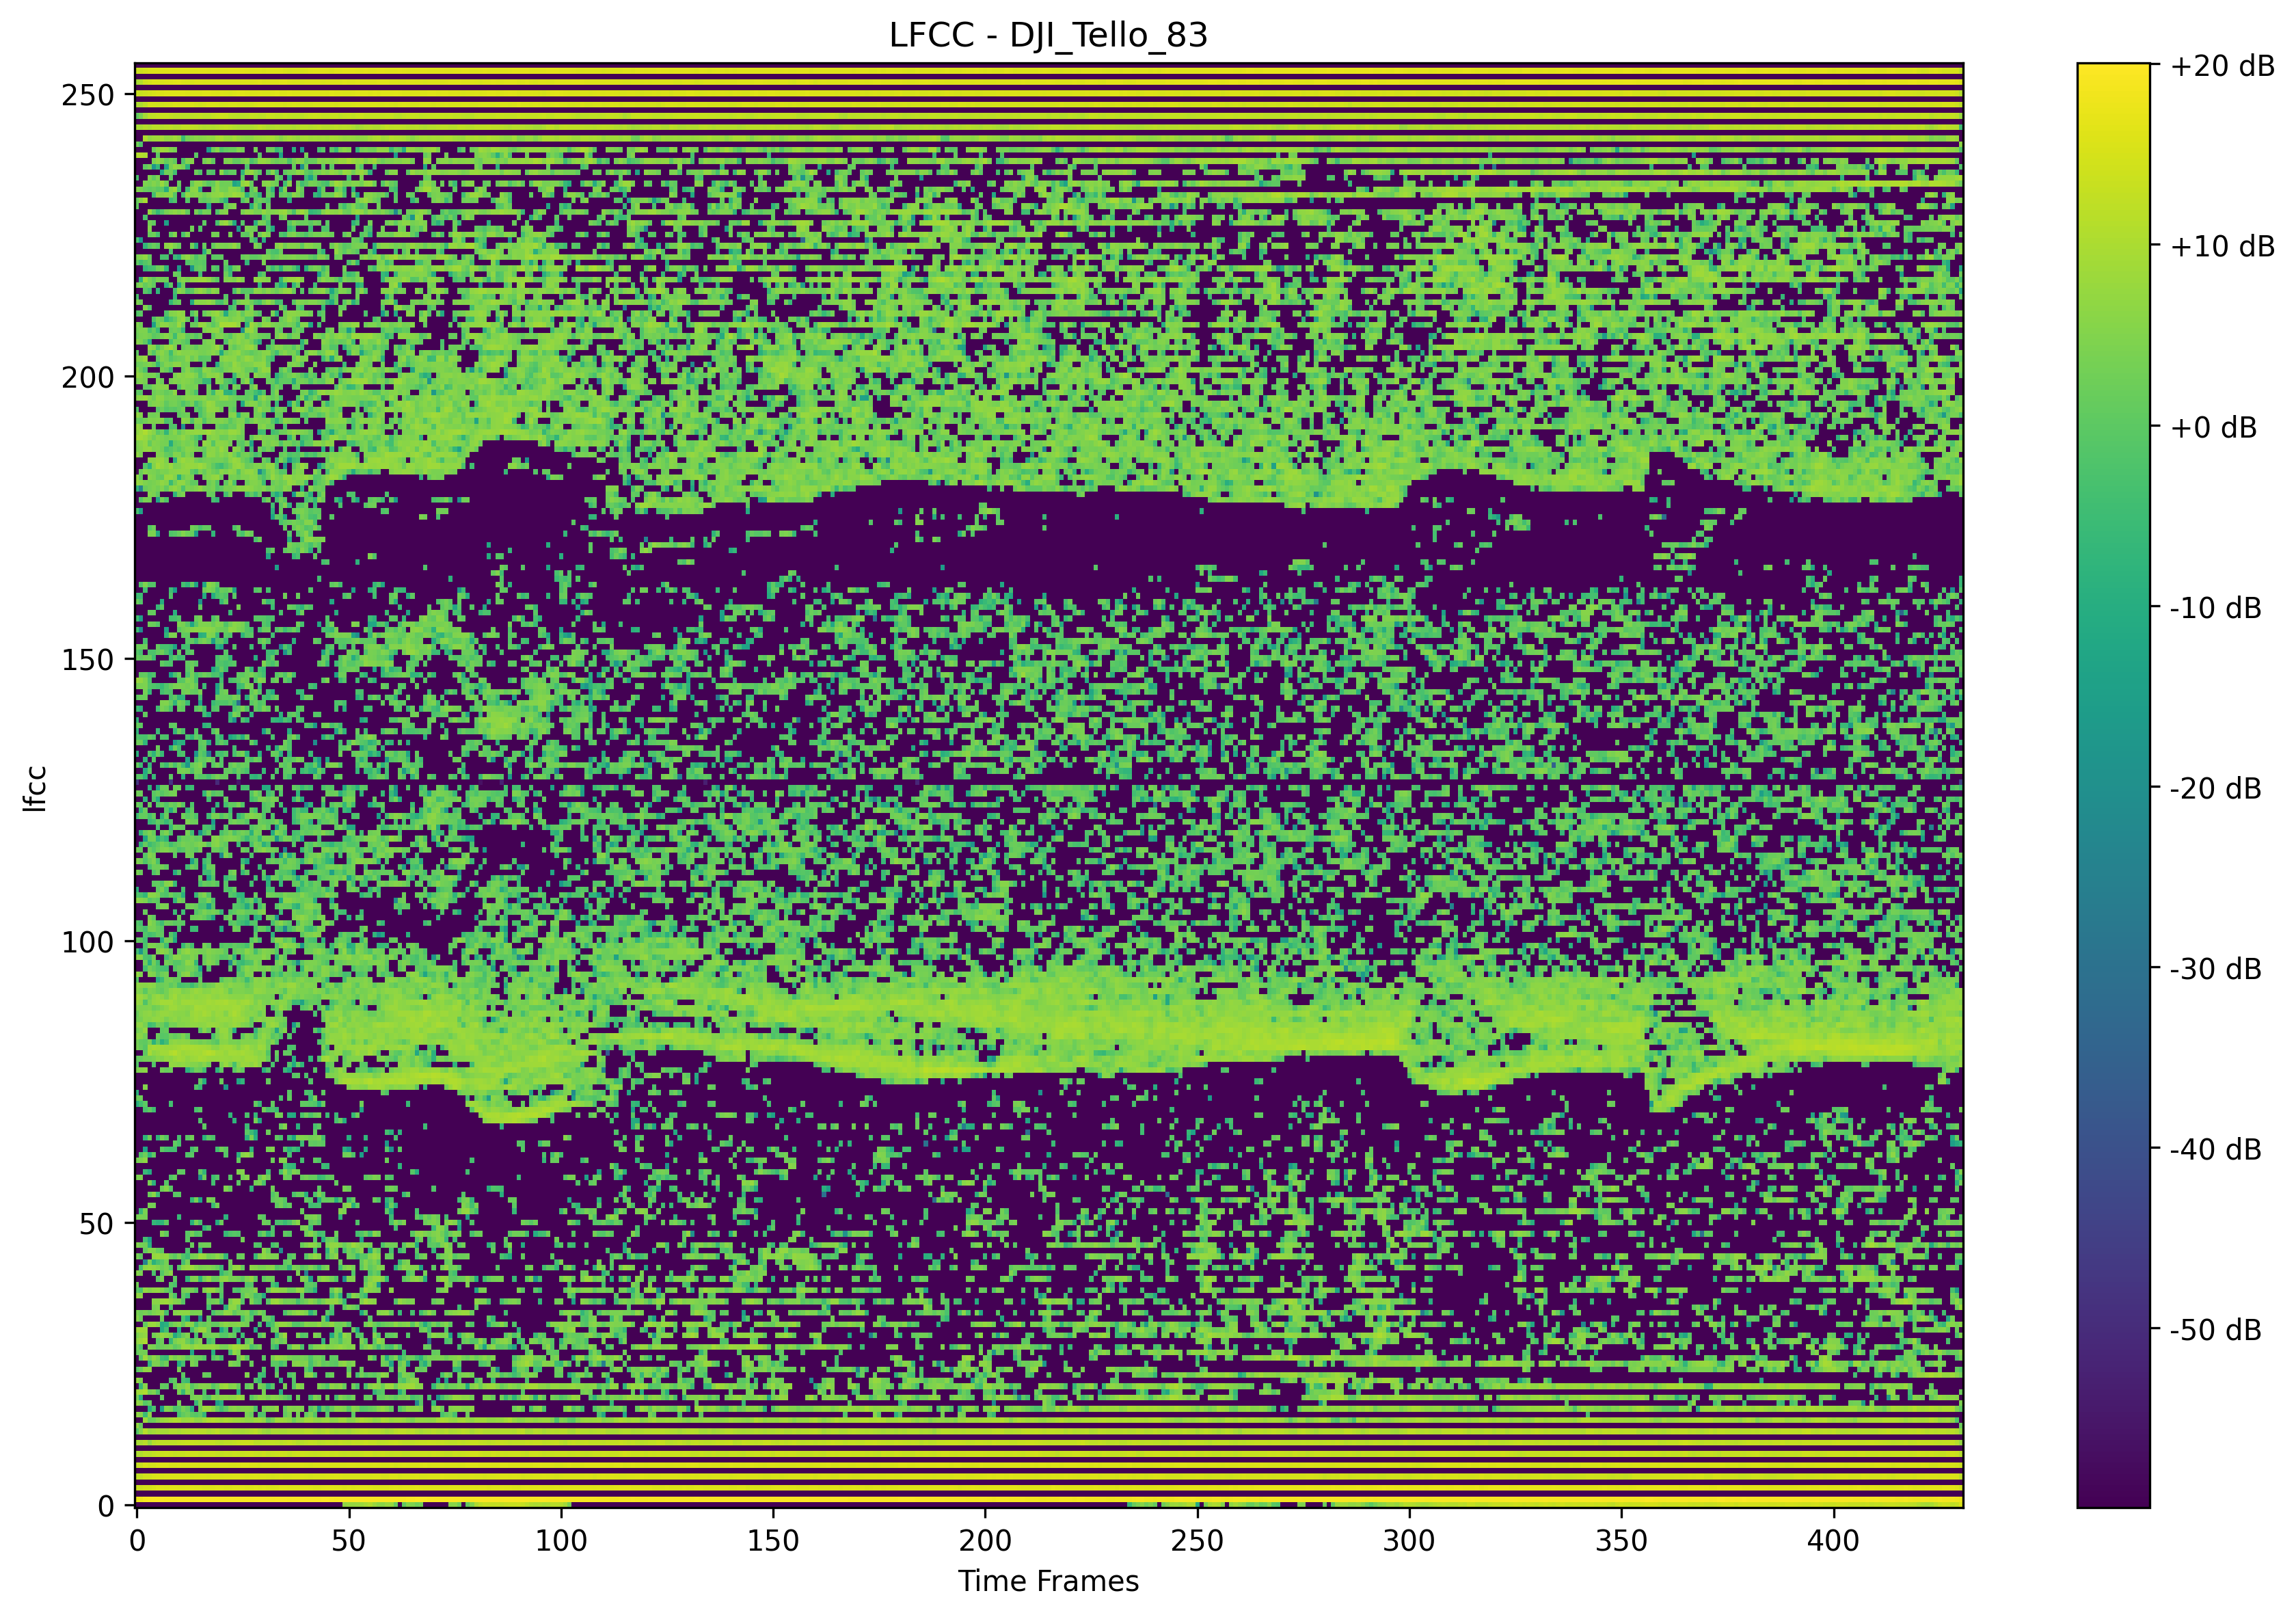 LFCC - DJI_Tello_83
lfcc
250
200
150
100
50
0
0 50 100 150 200 250 300 350 400
Time Frames
+20 dB
+10 dB
+0 dB
-10 dB
-20 dB
-30 dB
-40 dB
-50 dB